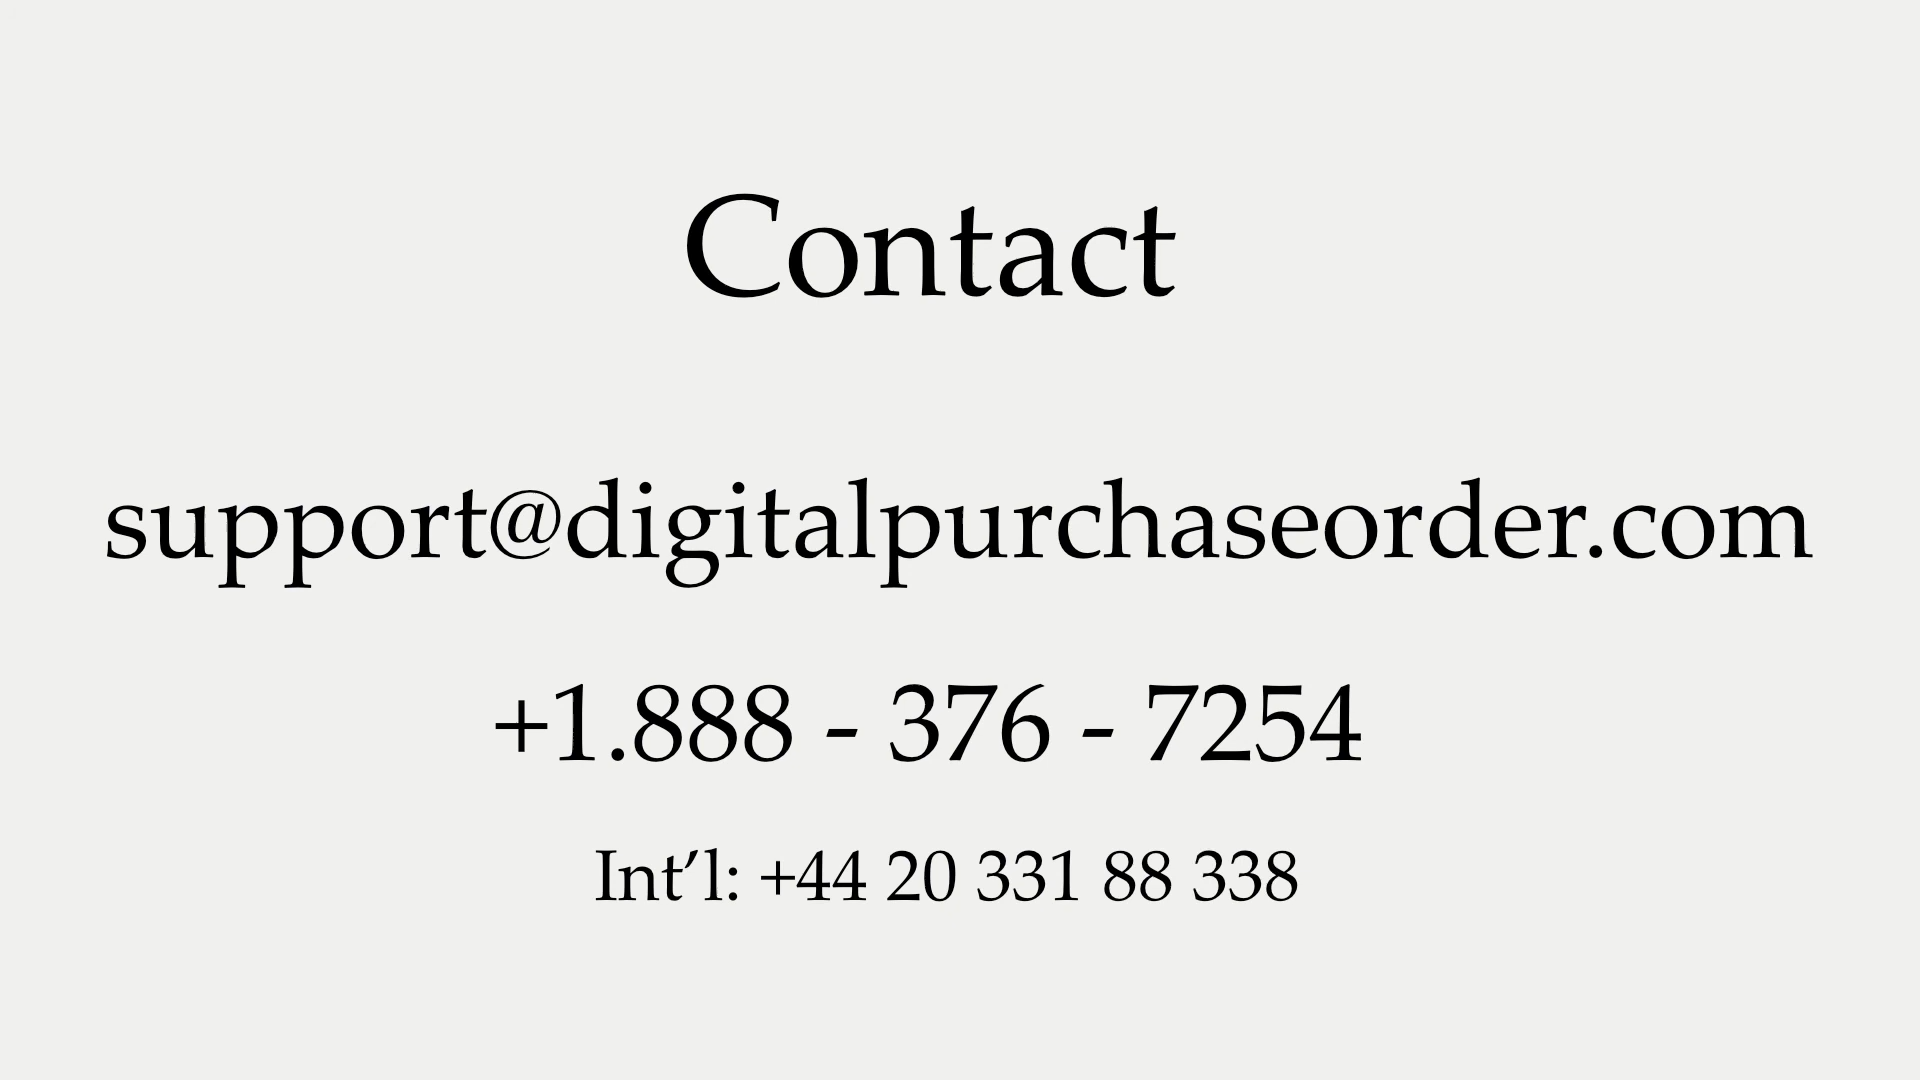 Contact
support@digitalpurchaseorder.com
+1.888 - 376 - 7254
Int’l: +44 20 331 88 338